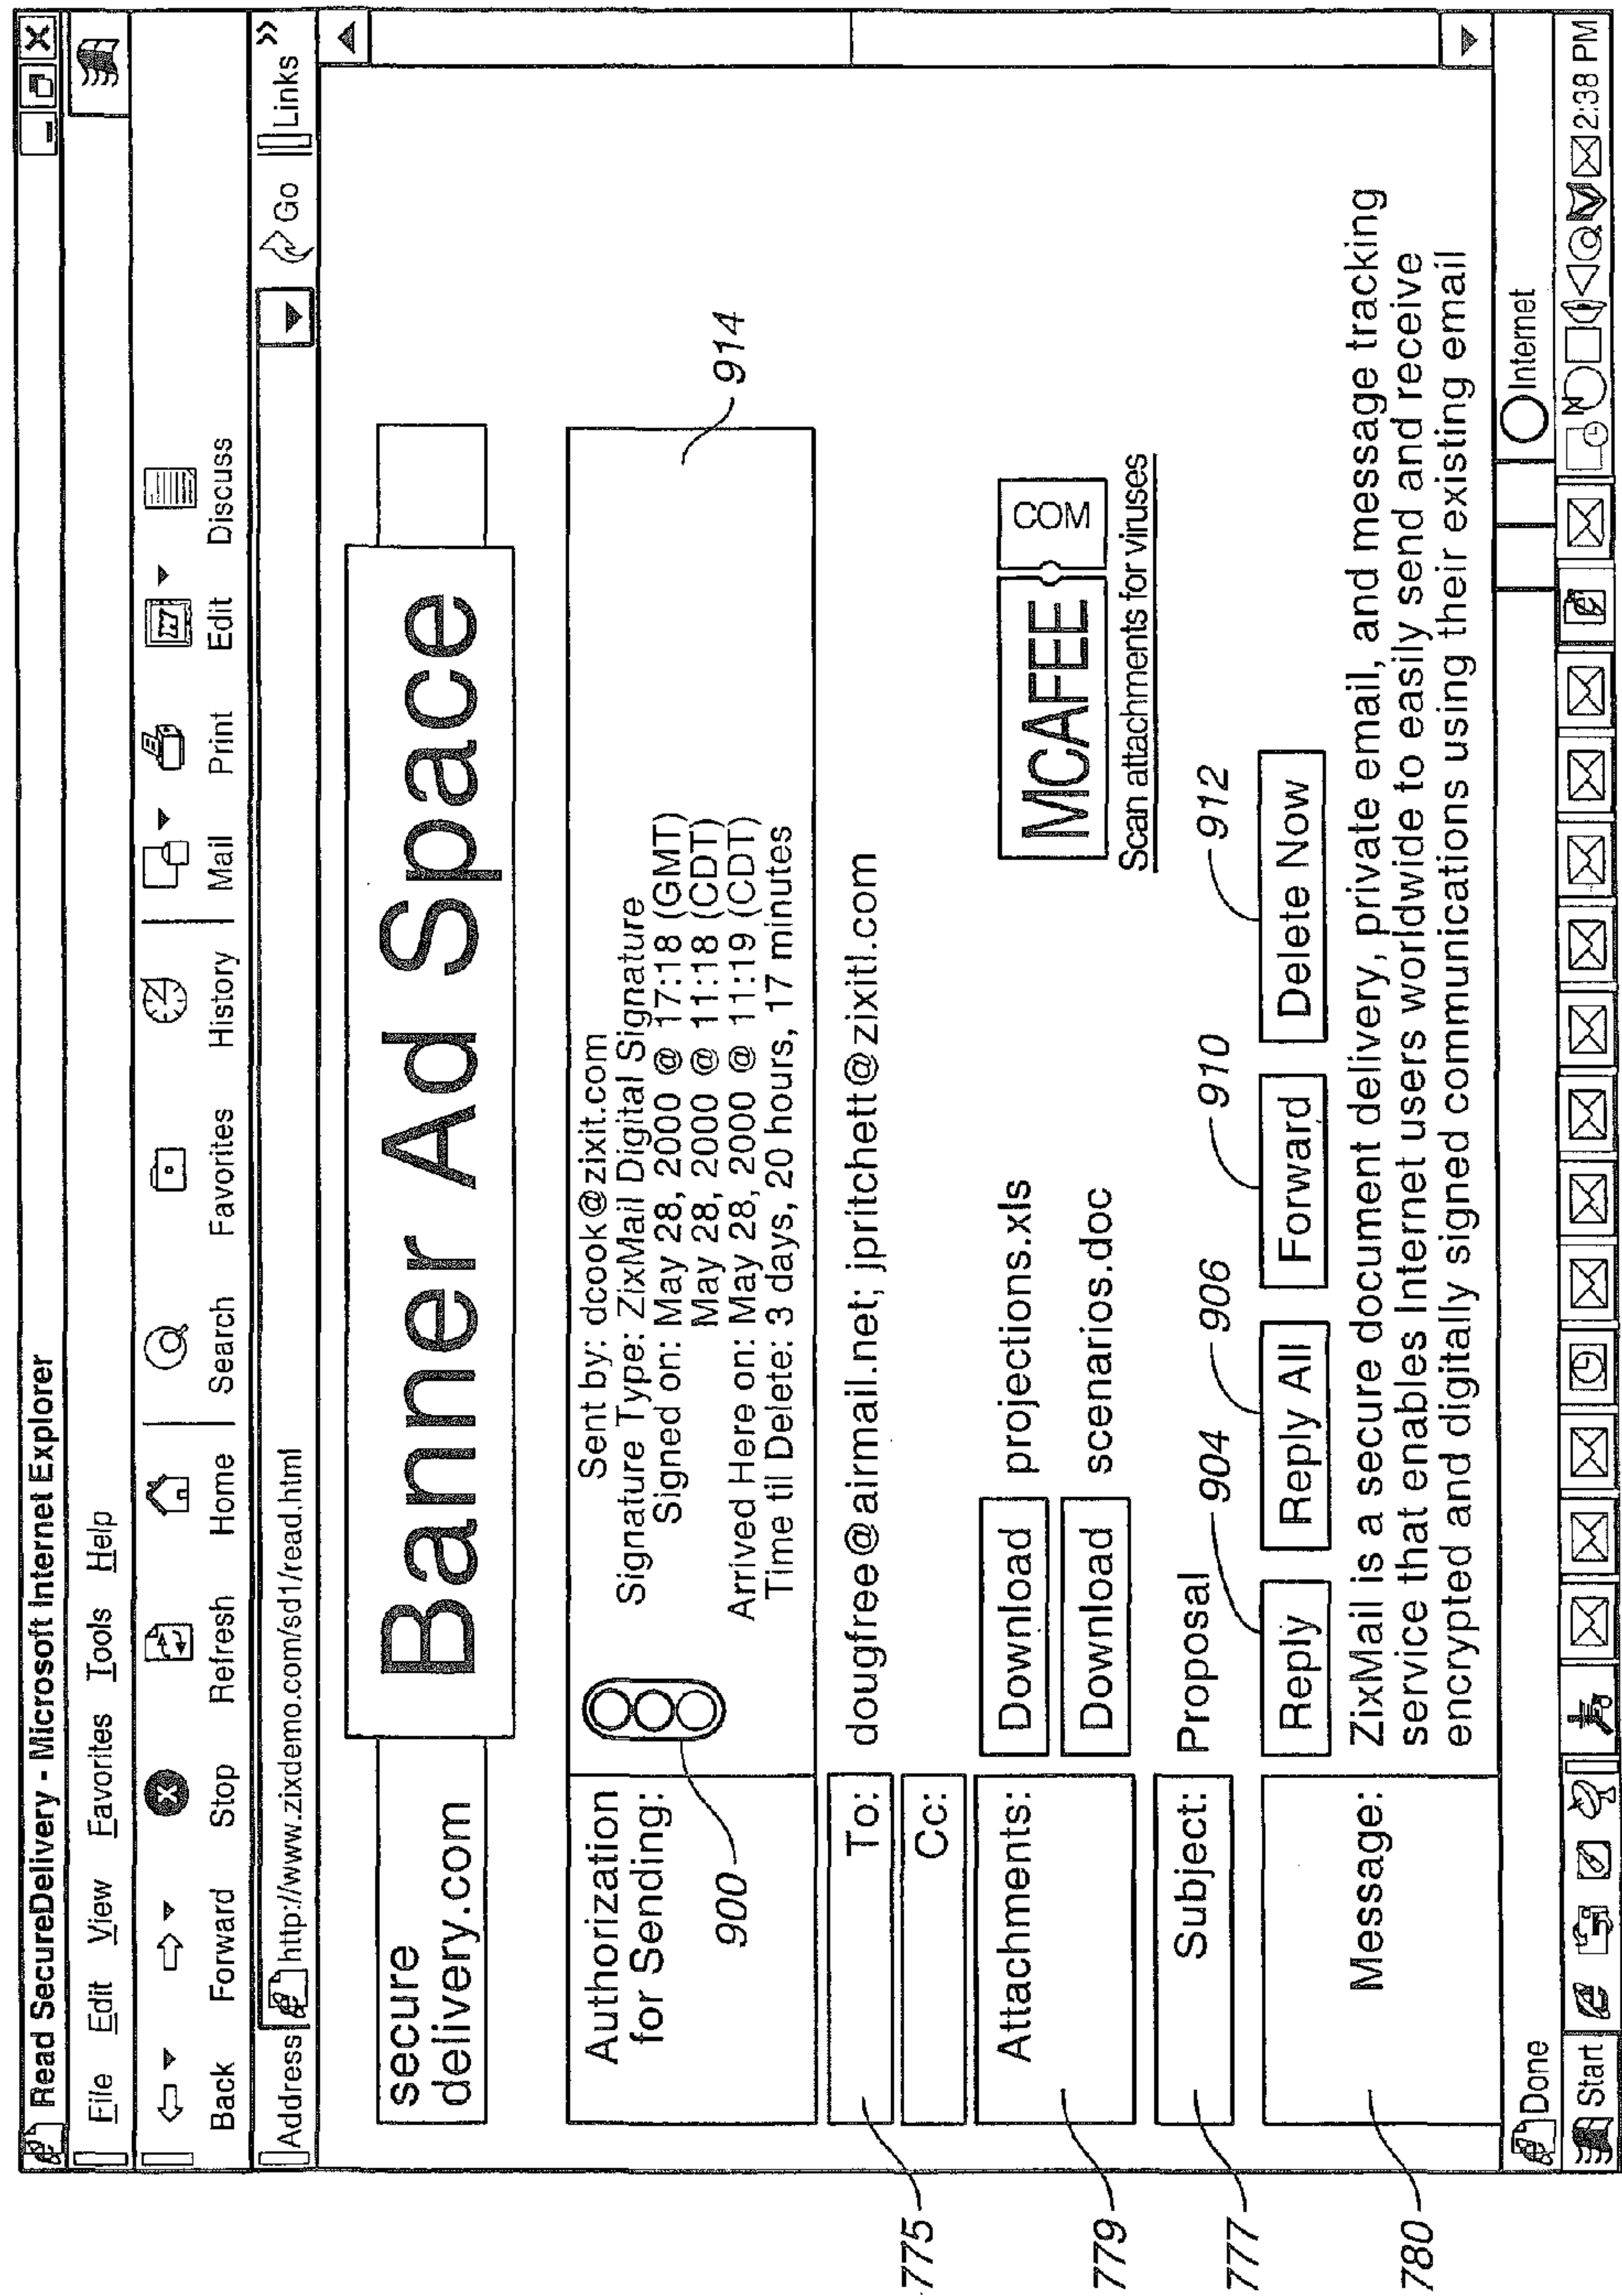 Read SecureDelivery - Microsoft Internet Explorer
File Edit View Favorites Tools Help
Back Forward Stop Refresh Home Search Favorites History Mail Print Edit Discuss
Address http://www.zixdemo.com/sd1/read.html Go Links »
secure
delivery.com
Banner Ad Space
Authorization
for Sending:
900
Sent by: dcook@zixit.com
Signature Type: ZixMail Digital Signature
Signed on: May 28, 2000 @ 17:18 (GMT)
May 28, 2000 @ 11:18 (CDT)
Arrived Here on: May 28, 2000 @ 11:19 (CDT)
Time til Delete: 3 days, 20 hours, 17 minutes
914
775
To: dougfree@airmail.net; jpritchett@zixitl.com
Cc:
779
Attachments:
Download projections.xls
Download scenarios.doc
MCAFEE COM
Scan attachments for viruses
777
Subject: Proposal
904 906 910 912
Reply Reply All Forward Delete Now
780
Message:
ZixMail is a secure document delivery, private email, and message tracking
service that enables Internet users worldwide to easily send and receive
encrypted and digitally signed communications using their existing email
Done Internet
Start 2:38 PM